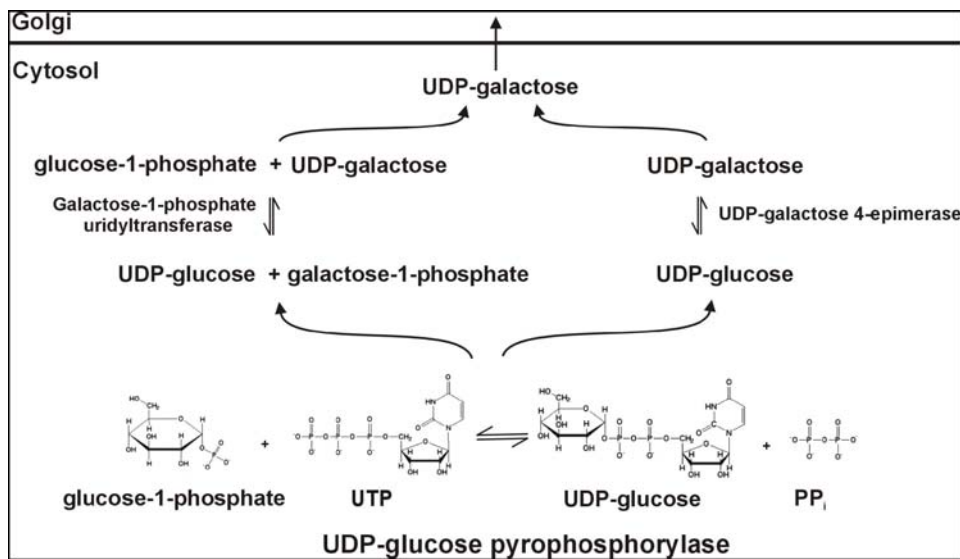 Golgi
Cytosol
UDP-galactose
glucose-1-phosphate + UDP-galactose
UDP-galactose
Galactose-1-phosphate
uridyltransferase
UDP-galactose 4-epimerase
UDP-glucose + galactose-1-phosphate
UDP-glucose
glucose-1-phosphate
+
UTP
UDP-glucose
+
PPi
UDP-glucose pyrophosphorylase